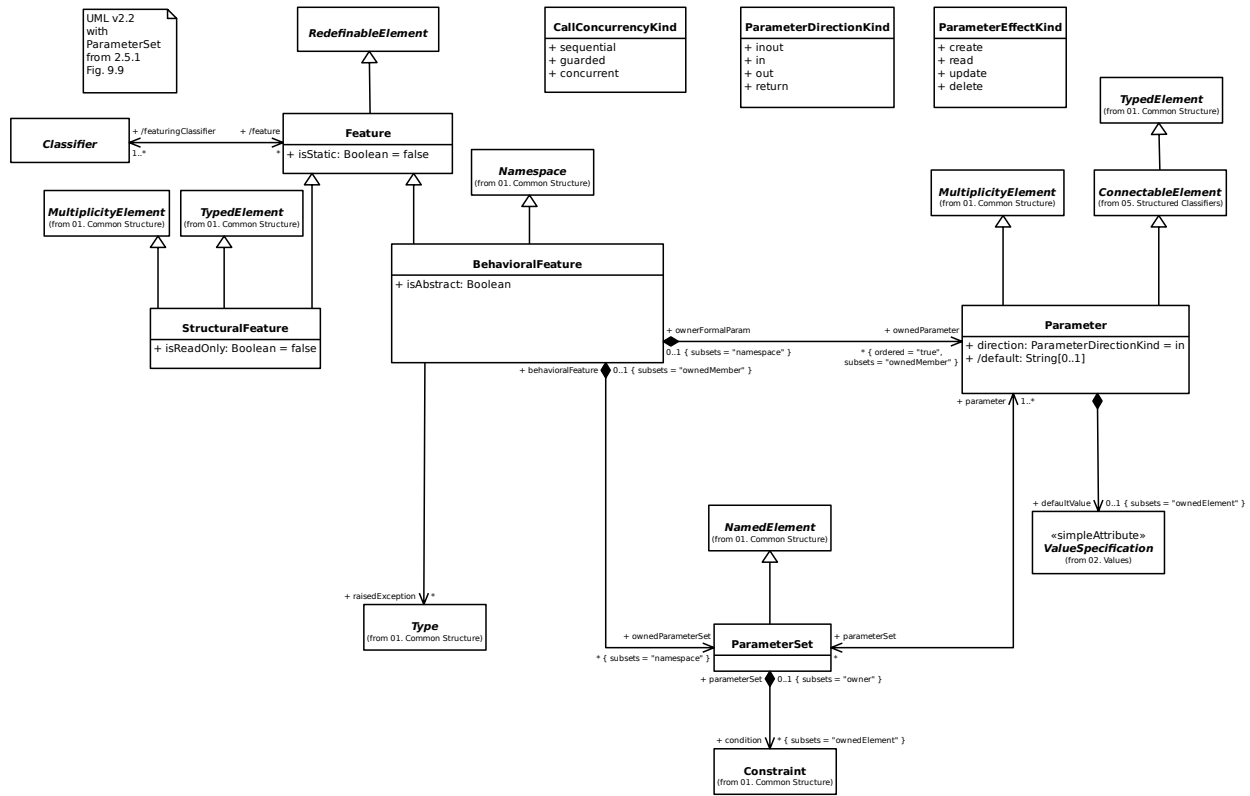 UML v2.2
with
ParameterSet
from 2.5.1
Fig. 9.9
RedefinableElement
CallConcurrencyKind
+ sequential
+ guarded
+ concurrent
ParameterDirectionKind
+ inout
+ in
+ out
+ return
ParameterEffectKind
+ create
+ read
+ update
+ delete
TypedElement
(from 01. Common Structure)
Classifier
+ /featuringClassifier
1..*
+ /feature
*
Feature
+ isStatic: Boolean = false
Namespace
(from 01. Common Structure)
MultiplicityElement
(from 01. Common Structure)
TypedElement
(from 01. Common Structure)
MultiplicityElement
(from 01. Common Structure)
ConnectableElement
(from 05. Structured Classifiers)
BehavioralFeature
+ isAbstract: Boolean
StructuralFeature
+ isReadOnly: Boolean = false
+ ownerFormalParam
0..1 { subsets = "namespace" }
+ ownedParameter
* { ordered = "true",
subsets = "ownedMember" }
Parameter
+ direction: ParameterDirectionKind = in
+ /default: String[0..1]
+ behavioralFeature
0..1 { subsets = "ownedMember" }
+ parameter
1..*
+ defaultValue
0..1 { subsets = "ownedElement" }
«simpleAttribute»
ValueSpecification
(from 02. Values)
NamedElement
(from 01. Common Structure)
+ raisedException
*
Type
(from 01. Common Structure)
+ ownedParameterSet
* { subsets = "namespace" }
ParameterSet
+ parameterSet
*
+ parameterSet
0..1 { subsets = "owner" }
+ condition
* { subsets = "ownedElement" }
Constraint
(from 01. Common Structure)